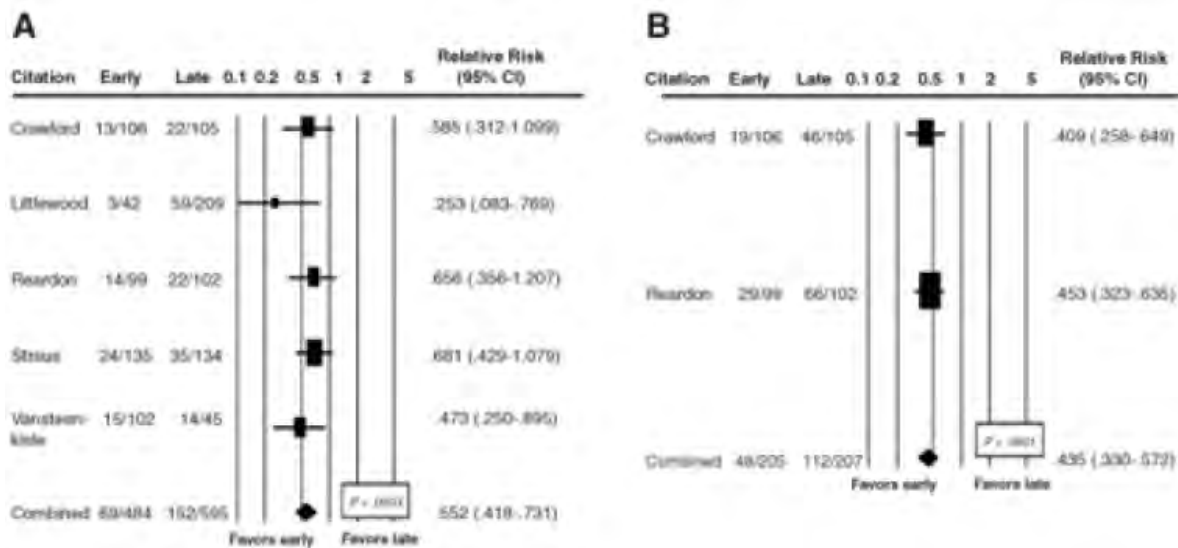 A
Relative Risk
Citation Early Late 0.1 0.2 0.5 1 2 5 (95% CI)
Crawford 13/106 22/105 .585 (.312-1.099)
Littlewood 3/42 59/209 .253 (.083-.769)
Reardon 14/99 22/102 .656 (.356-1.207)
Straus 24/135 35/134 .681 (.429-1.079)
Vansteen-
kiste 15/102 14/45 .473 (.250-.895)
Combined 69/484 152/595 .552 (.418-.731)
Favors early Favors late
B
Relative Risk
Citation Early Late 0.1 0.2 0.5 1 2 5 (95% CI)
Crawford 19/106 46/105 .409 (.258-.649)
Reardon 29/99 66/102 .453
Combined 48/205 112/207 .435 (.330-.572)
Favors early Favors late